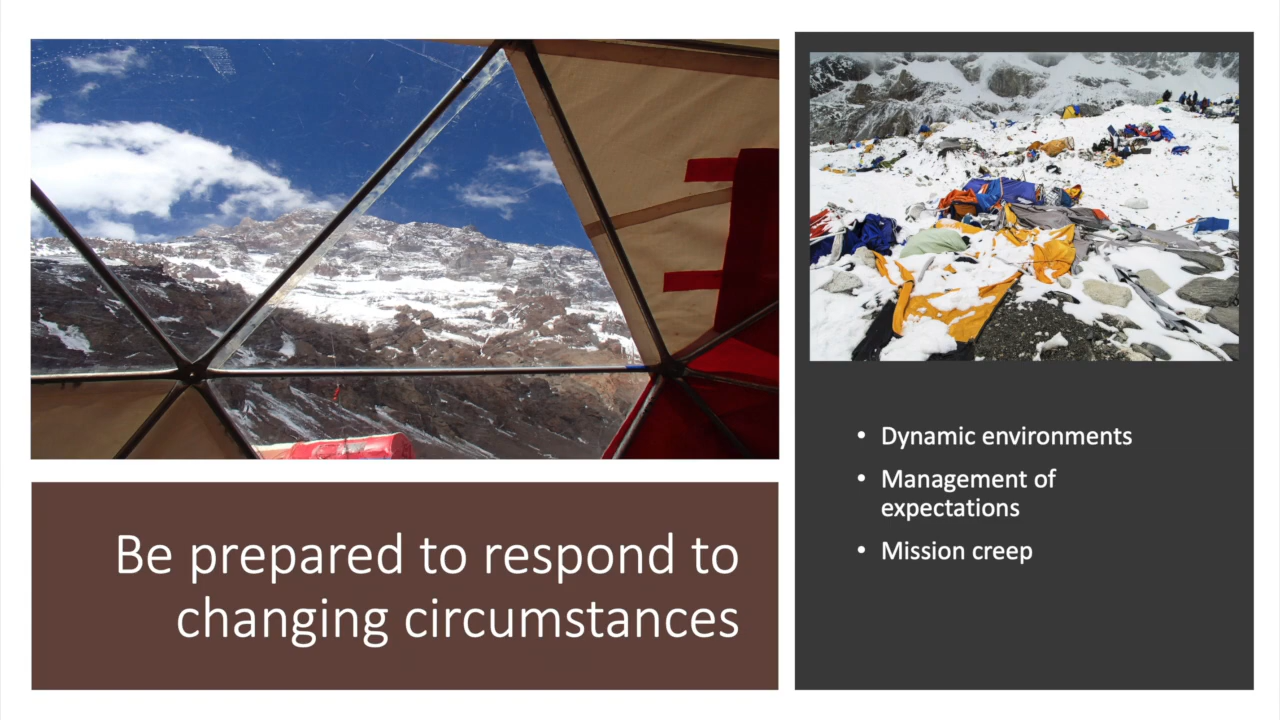 Be prepared to respond to
changing circumstances
• Dynamic environments
• Management of
expectations
• Mission creep